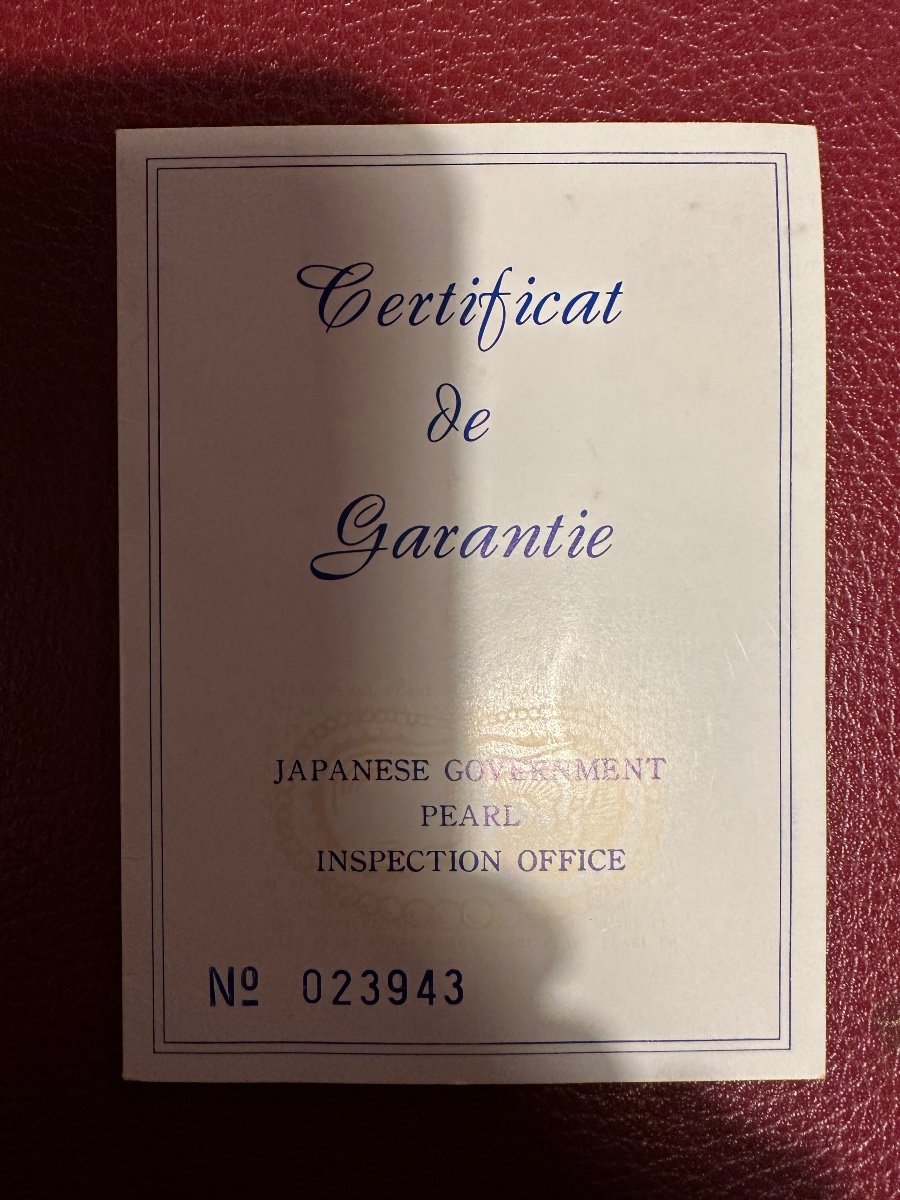 Certificat
de
Garantie
JAPANESE GOVERNMENT
PEARL
INSPECTION OFFICE
Nº 023943